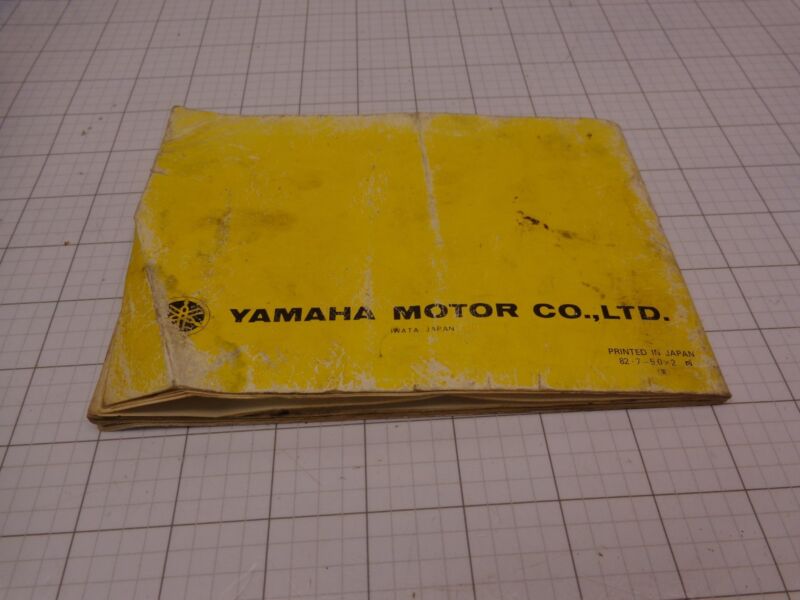 YAMAHA MOTOR CO.,LTD.
IWATA JAPAN
PRINTED IN JAPAN
82·7–5.0×2